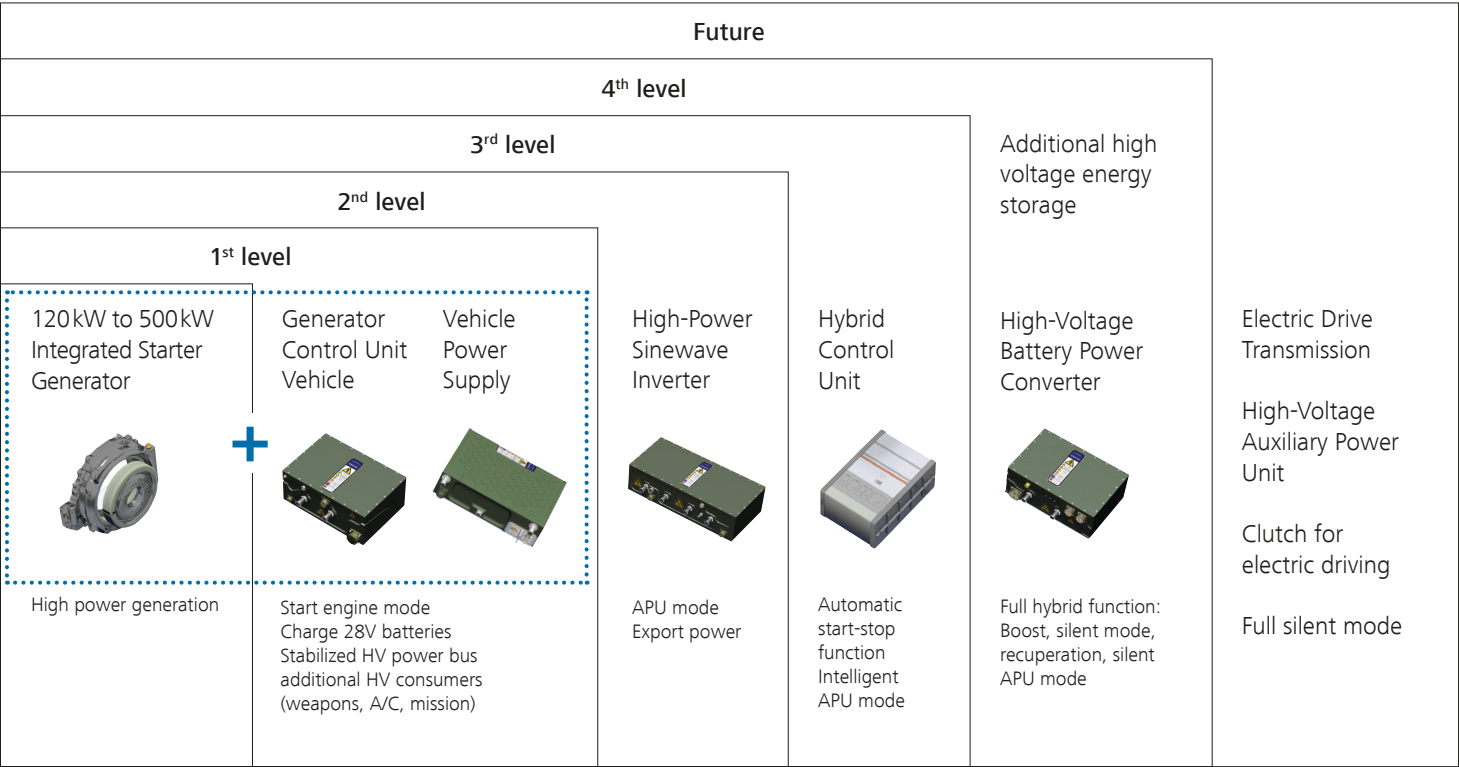 Future
4th level
3rd level
2nd level
1st level
120 kW to 500 kW
Integrated Starter
Generator
High power generation
+
Generator
Control Unit
Vehicle
Vehicle
Power
Supply
Start engine mode
Charge 28V batteries
Stabilized HV power bus
additional HV consumers
(weapons, A/C, mission)
High-Power
Sinewave
Inverter
APU mode
Export power
Hybrid
Control
Unit
Automatic
start-stop
function
Intelligent
APU mode
Additional high
voltage energy
storage
High-Voltage
Battery Power
Converter
Full hybrid function:
Boost, silent mode,
recuperation, silent
APU mode
Electric Drive
Transmission
High-Voltage
Auxiliary Power
Unit
Clutch for
electric driving
Full silent mode